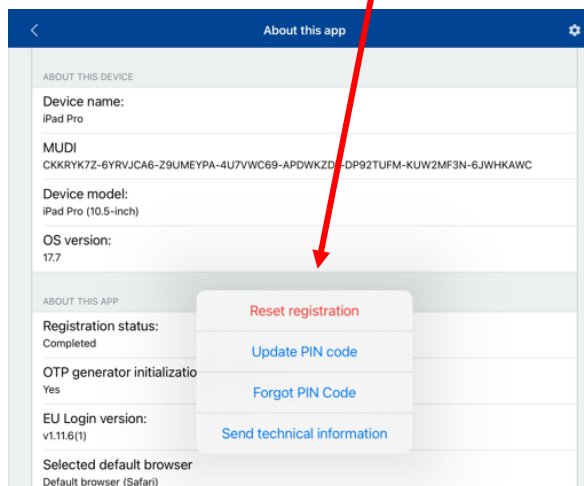 About this app
ABOUT THIS DEVICE
Device name:
iPad Pro
MUDI
CKKRYK7Z-6YRVJCA6-Z9UMEYPA-4U7VWC69-APDWKZD DP92TUFM-KUW2MF3N-6JWHKAWC
Device model:
iPad Pro (10.5-inch)
OS version:
17.7
ABOUT THIS APP
Registration status:
Completed
OTP generator initializatio
Yes
EU Login version:
v1.11.6(1)
Selected default browser
Default browser (Safari)
Reset registration
Update PIN code
Forgot PIN Code
Send technical information